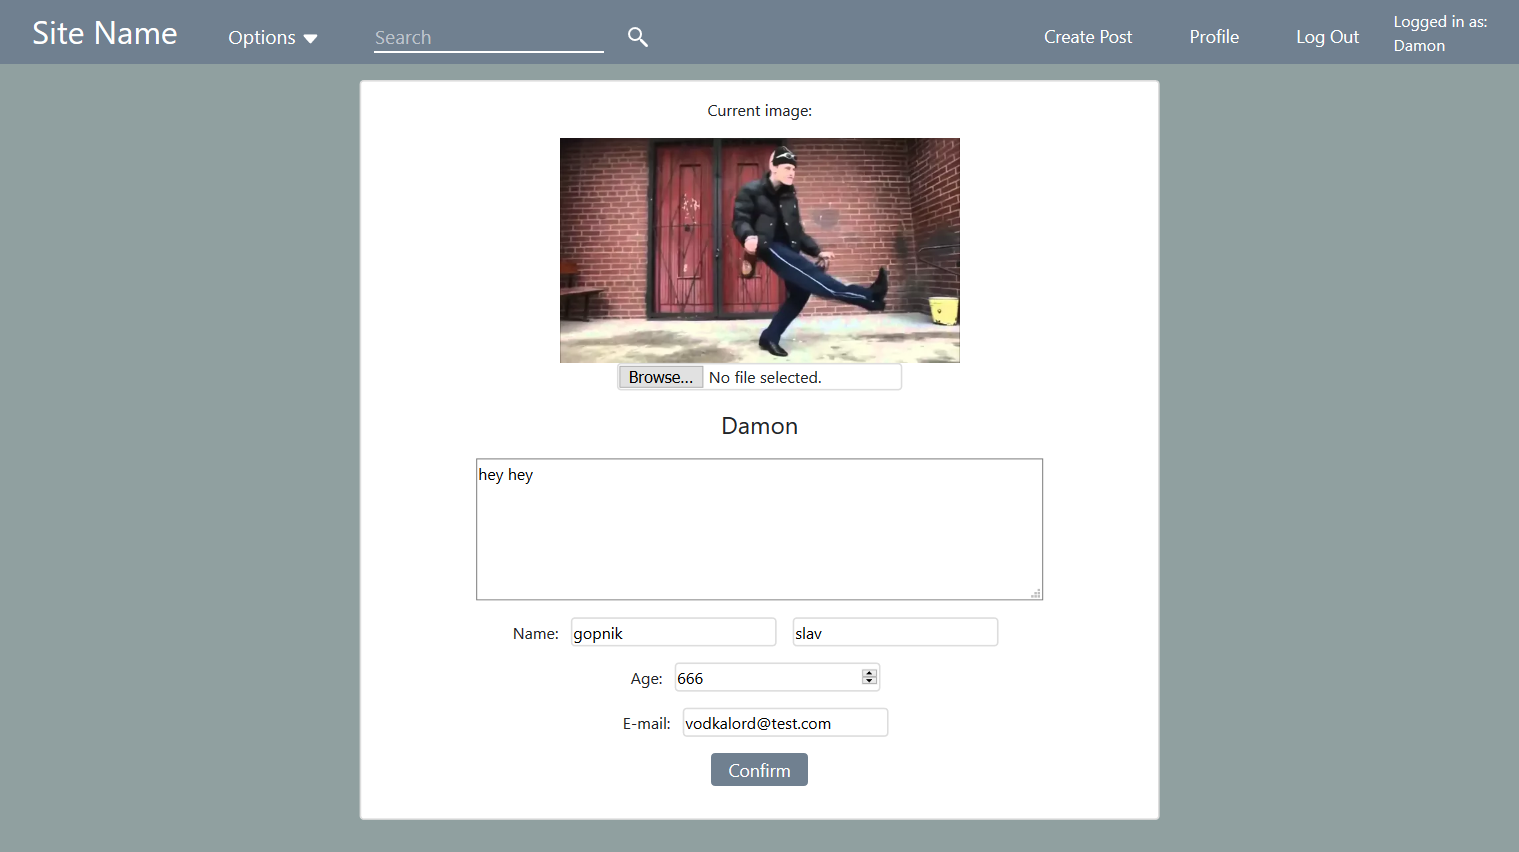 Site Name
Options
Search
Create Post
Profile
Log Out
Logged in as:
Damon
Current image:
Browse... No file selected.
Damon
hey hey
Name: gopnik slav
Age: 666
E-mail: vodkalord@test.com
Confirm